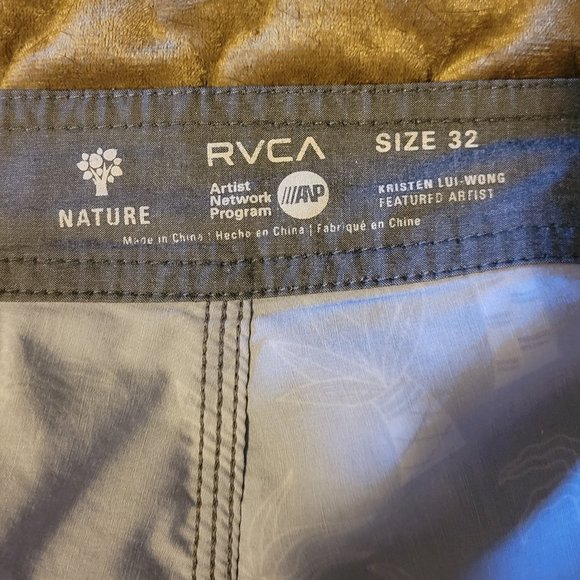 RVCA
SIZE 32
NATURE
Artist
Network
Program
ANP
KRISTEN LUI-WONG
FEATURED ARTIST
Made in China | Hecho en China | Fabriqué en Chine